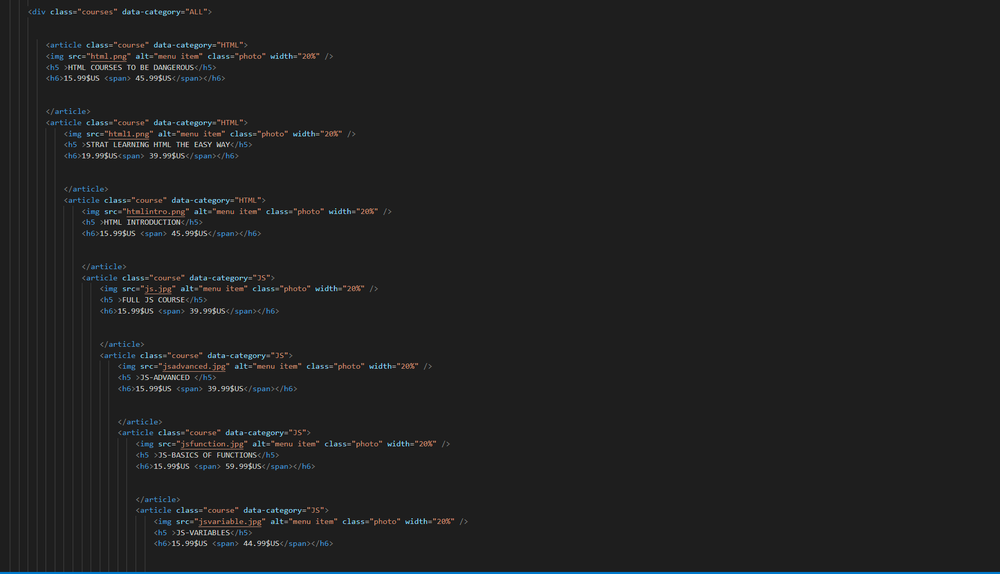 <div class="courses" data-category="ALL">
<article class="course" data-category="HTML">
<img src="html.png" alt="menu item" class="photo" width="20%" />
<h5 >HTML COURSES TO BE DANGEROUS</h5>
<h6>15.99$US <span> 45.99$US</span></h6>
</article>
<article class="course" data-category="HTML">
<img src="html1.png" alt="menu item" class="photo" width="20%" />
<h5 >STRAT LEARNING HTML THE EASY WAY</h5>
<h6>19.99$US<span> 39.99$US</span></h6>
</article>
<article class="course" data-category="HTML">
<img src="htmlintro.png" alt="menu item" class="photo" width="20%" />
<h5 >HTML INTRODUCTION</h5>
<h6>15.99$US <span> 45.99$US</span></h6>
</article>
<article class="course" data-category="JS">
<img src="js.jpg" alt="menu item" class="photo" width="20%" />
<h5 >FULL JS COURSE</h5>
<h6>15.99$US <span> 39.99$US</span></h6>
</article>
<article class="course" data-category="JS">
<img src="jsadvanced.jpg" alt="menu item" class="photo" width="20%" />
<h5 >JS-ADVANCED </h5>
<h6>15.99$US <span> 39.99$US</span></h6>
</article>
<article class="course" data-category="JS">
<img src="jsfunction.jpg" alt="menu item" class="photo" width="20%" />
<h5 >JS-BASICS OF FUNCTIONS</h5>
<h6>15.99$US <span> 59.99$US</span></h6>
</article>
<article class="course" data-category="JS">
<img src="jsvariable.jpg" alt="menu item" class="photo" width="20%" />
<h5 >JS-VARIABLES</h5>
<h6>15.99$US <span> 44.99$US</span></h6>